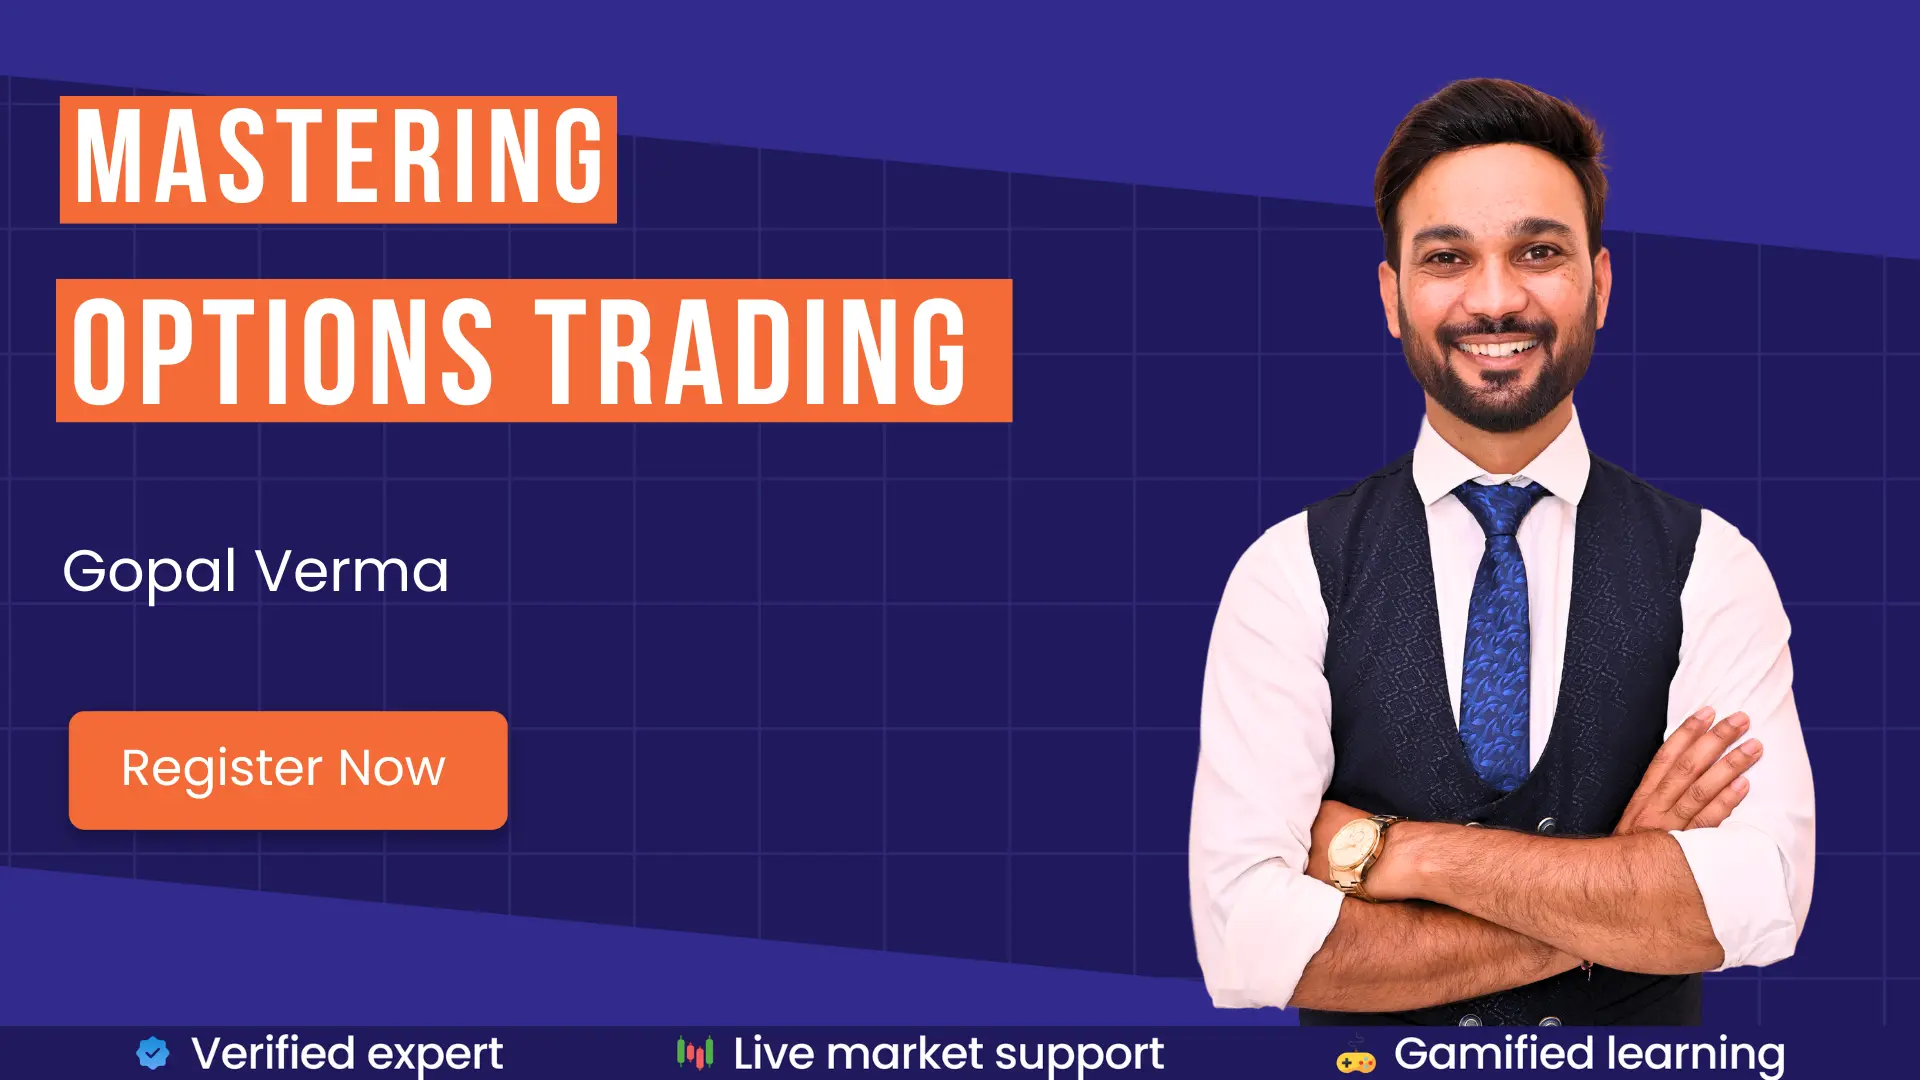 MASTERING
OPTIONS TRADING
Gopal Verma
Register Now
Verified expert
Live market support
Gamified learning